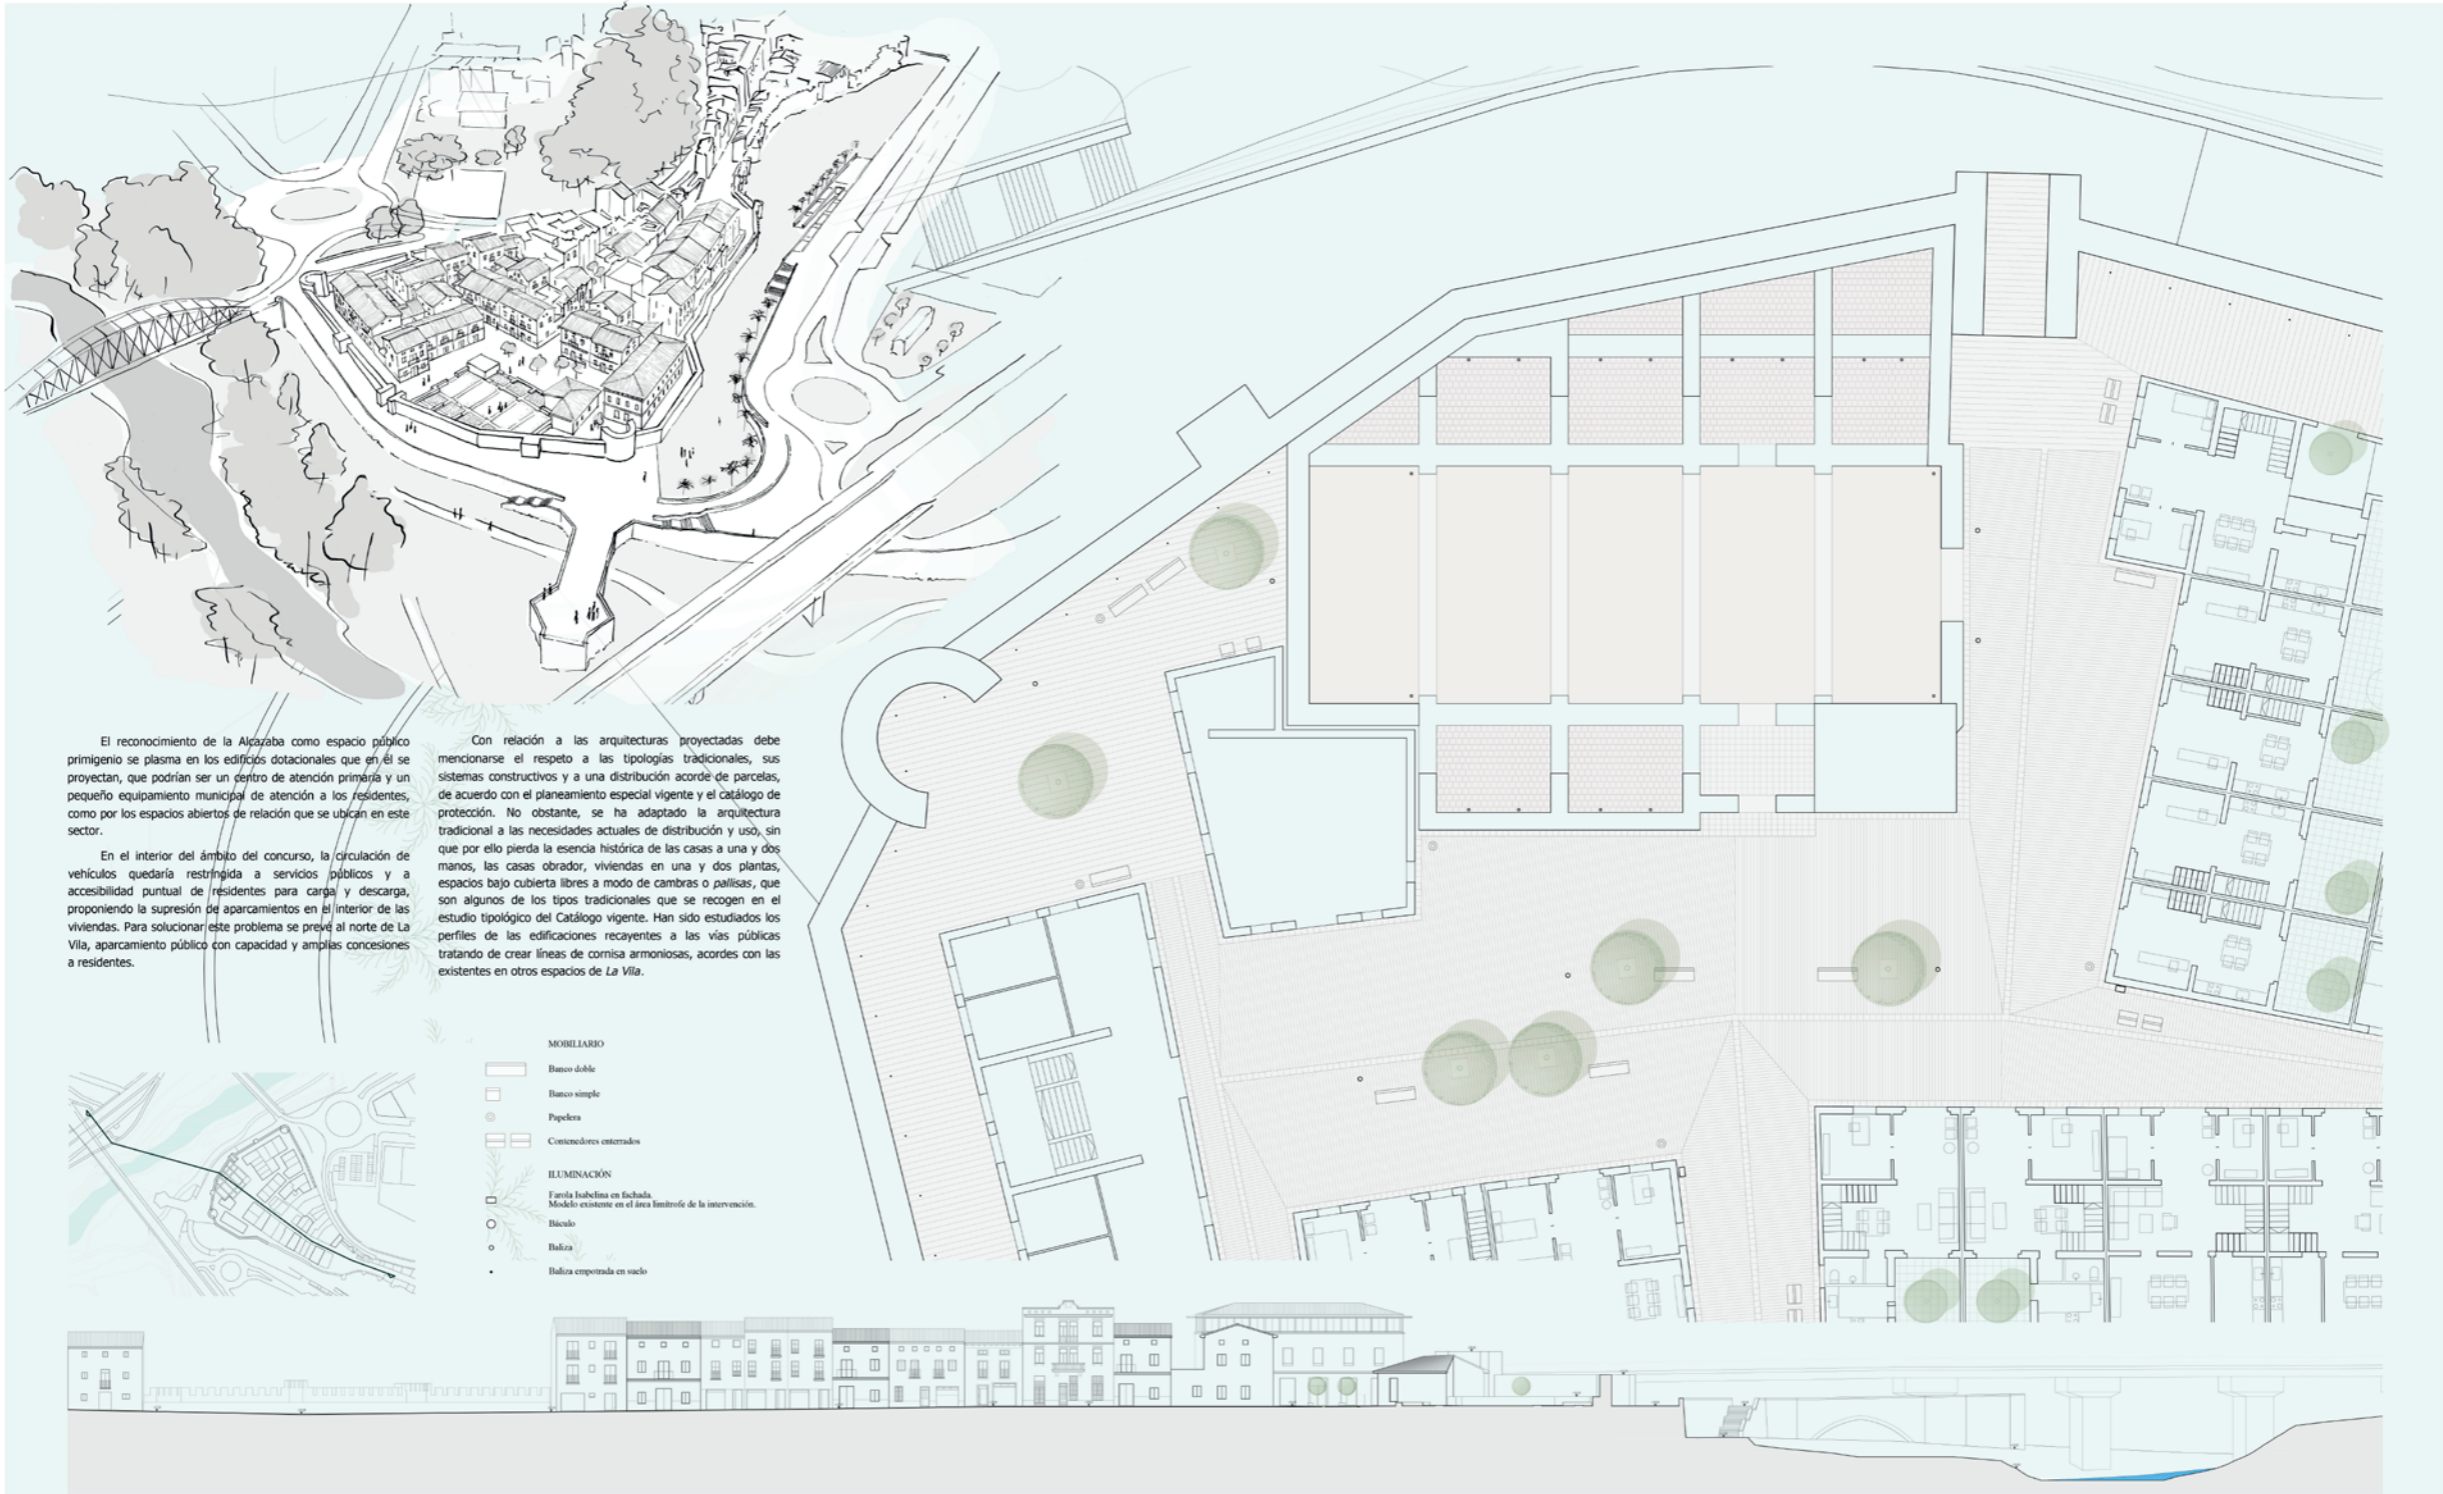 El reconocimiento de la Alcazaba como espacio público
primigenio se plasma en los edificios dotacionales que en él se
proyectan, que podrían ser un centro de atención primaria y un
pequeño equipamiento municipal de atención a los residentes,
como por los espacios abiertos de relación que se ubican en este
sector.
En el interior del ámbito del concurso, la circulación de
vehículos quedaría restringida a servicios públicos y a
accesibilidad puntual de residentes para carga y descarga,
proponiendo la supresión de aparcamientos en el interior de las
viviendas. Para solucionar este problema se prevé al norte de La
Vila, aparcamiento público con capacidad y amplias concesiones
a residentes.
Con relación a las arquitecturas proyectadas debe
mencionarse el respeto a las tipologías tradicionales, sus
sistemas constructivos y a una distribución acorde de parcelas,
de acuerdo con el planeamiento especial vigente y el catálogo de
protección. No obstante, se ha adaptado la arquitectura
tradicional a las necesidades actuales de distribución y uso, sin
que por ello pierda la esencia histórica de las casas a una y dos
manos, las casas obrador, viviendas en una y dos plantas,
espacios bajo cubierta libres a modo de cambras o pallisas, que
son algunos de los tipos tradicionales que se recogen en el
estudio tipológico del Catálogo vigente. Han sido estudiados los
perfiles de las edificaciones recayentes a las vías públicas
tratando de crear líneas de cornisa armoniosas, acordes con las
existentes en otros espacios de La Vila.
MOBILIARIO
Banco doble
Banco simple
Papelera
Contenedores enterrados
ILUMINACIÓN
Farola Isabelina en fachada.
Modelo existente en el área limítrofe de la intervención.
Báculo
Baliza
Baliza empotrada en suelo